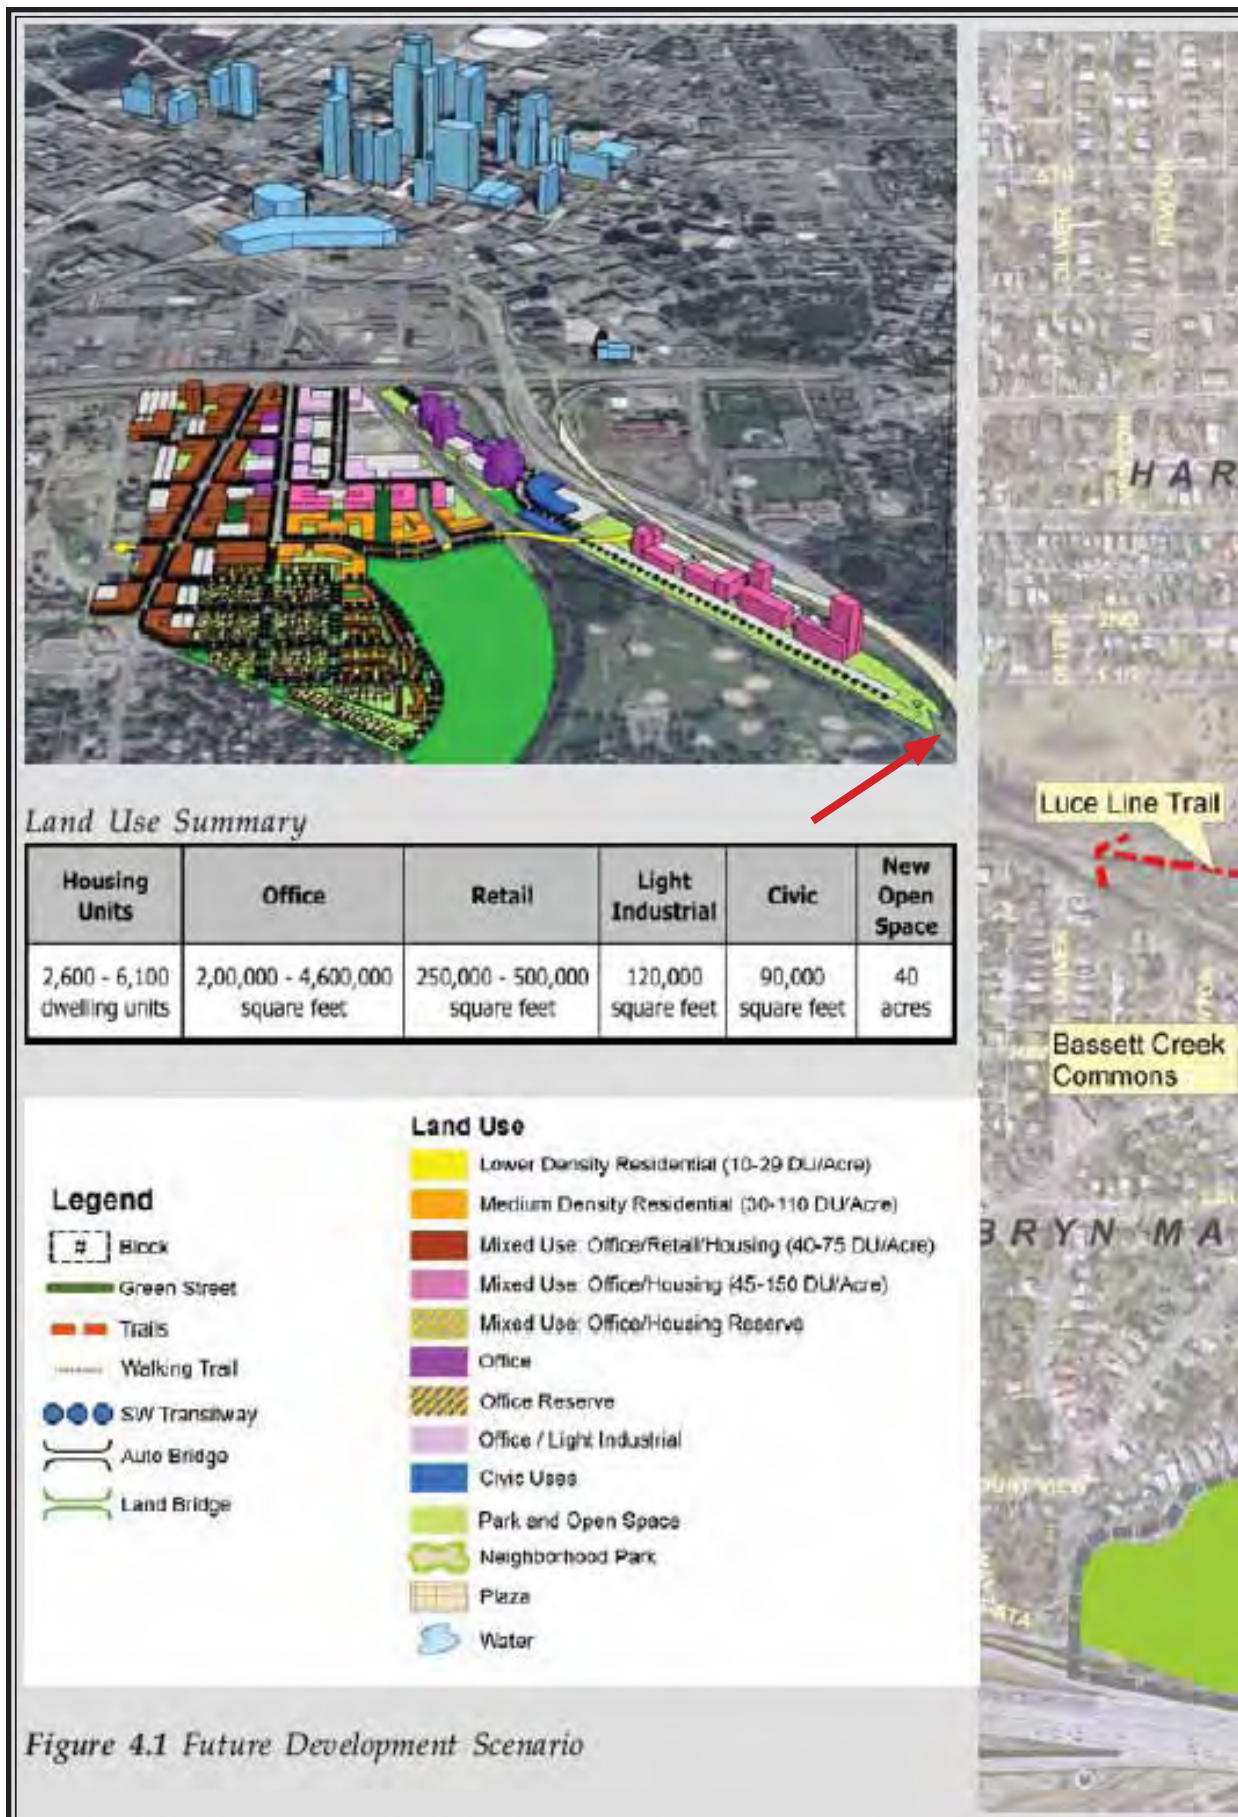 Land Use Summary
Housing Units
Office
Retail
Light Industrial
Civic
New Open Space
2,600 - 6,100 dwelling units
2,00,000 - 4,600,000 square feet
250,000 - 500,000 square feet
120,000 square feet
90,000 square feet
40 acres
Legend
# Block
Green Street
Trails
Walking Trail
SW Transitway
Auto Bridge
Land Bridge
Land Use
Lower Density Residential (10-29 DU/Acre)
Medium Density Residential (30-110 DU/Acre)
Mixed Use: Office/Retail/Housing (40-75 DU/Acre)
Mixed Use: Office/Housing (45-150 DU/Acre)
Mixed Use: Office/Housing Reserve
Office
Office Reserve
Office / Light Industrial
Civic Uses
Park and Open Space
Neighborhood Park
Plaza
Water
Figure 4.1 Future Development Scenario
NEWTON
HAR
2ND
Luce Line Trail
Bassett Creek
Commons
BRYN MA